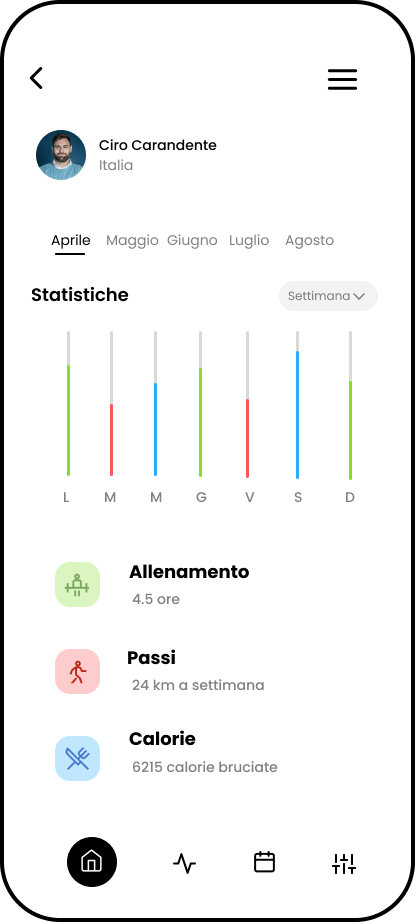 Ciro Carandente
Italia
Aprile Maggio Giugno Luglio Agosto
Statistiche
Settimana
L M M G V S D
Allenamento
4.5 ore
Passi
24 km a settimana
Calorie
6215 calorie bruciate